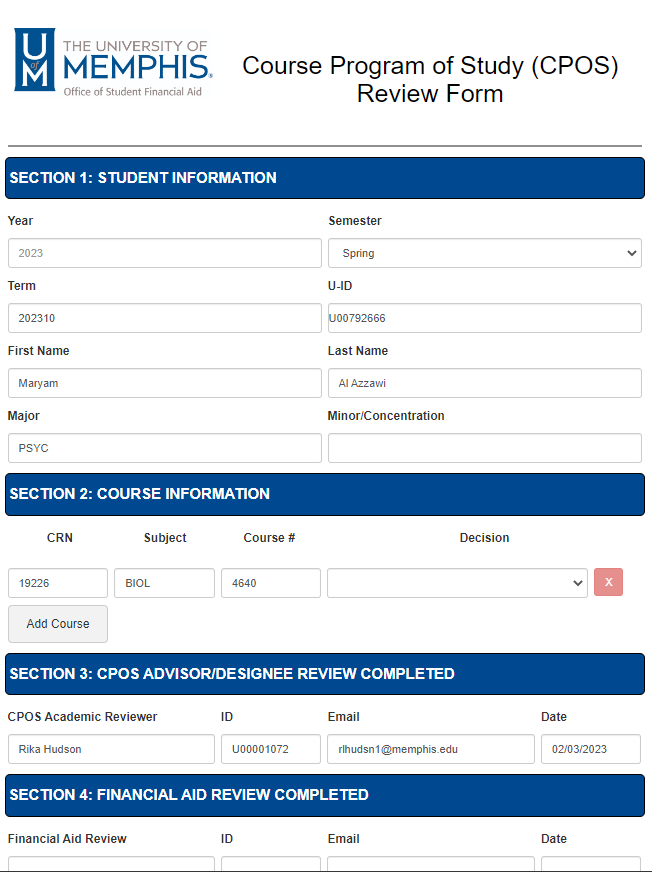 U
of
M
THE UNIVERSITY OF
MEMPHIS®
Office of Student Financial Aid
Course Program of Study (CPOS)
Review Form
SECTION 1: STUDENT INFORMATION
Year Semester
2023 Spring
Term U-ID
202310 U00792666
First Name Last Name
Maryam Al Azzawi
Major Minor/Concentration
PSYC
SECTION 2: COURSE INFORMATION
CRN Subject Course # Decision
19226 BIOL 4640 X
Add Course
SECTION 3: CPOS ADVISOR/DESIGNEE REVIEW COMPLETED
CPOS Academic Reviewer ID Email Date
Rika Hudson U00001072 rlhudsn1@memphis.edu 02/03/2023
SECTION 4: FINANCIAL AID REVIEW COMPLETED
Financial Aid Review ID Email Date